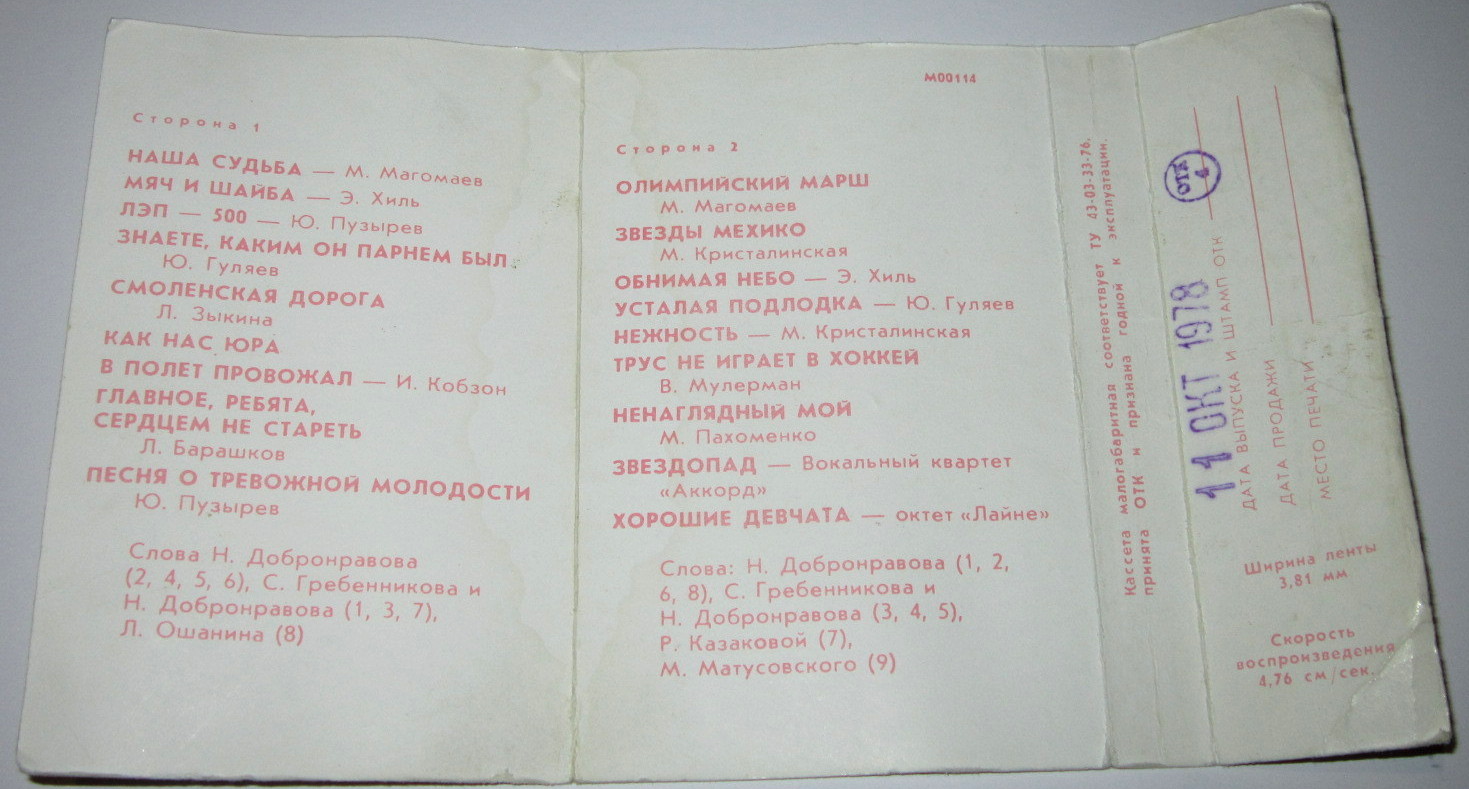 Сторона 1
НАША СУДЬБА — М. Магомаев
МЯЧ И ШАЙБА — Э. Хиль
ЛЭП — 500 — Ю. Пузырев
ЗНАЕТЕ, КАКИМ ОН ПАРНЕМ БЫЛ
Ю. Гуляев
СМОЛЕНСКАЯ ДОРОГА
Л. Зыкина
КАК НАС ЮРА
В ПОЛЕТ ПРОВОЖАЛ — И. Кобзон
ГЛАВНОЕ, РЕБЯТА,
СЕРДЦЕМ НЕ СТАРЕТЬ
Л. Барашков
ПЕСНЯ О ТРЕВОЖНОЙ МОЛОДОСТИ
Ю. Пузырев
Слова Н. Добронравова
(2, 4, 5, 6), С. Гребенникова и
Н. Добронравова (1, 3, 7),
Л. Ошанина (8)
М00114
Сторона 2
ОЛИМПИЙСКИЙ МАРШ
М. Магомаев
ЗВЕЗДЫ МЕХИКО
М. Кристалинская
ОБНИМАЯ НЕБО — Э. Хиль
УСТАЛАЯ ПОДЛОДКА — Ю. Гуляев
НЕЖНОСТЬ — М. Кристалинская
ТРУС НЕ ИГРАЕТ В ХОККЕЙ
В. Мулерман
НЕНАГЛЯДНЫЙ МОЙ
М. Пахоменко
ЗВЕЗДОПАД — Вокальный квартет
«Аккорд»
ХОРОШИЕ ДЕВЧАТА — октет «Лайне»
Слова: Н. Добронравова (1, 2,
6, 8), С. Гребенникова и
Н. Добронравова (3, 4, 5),
Р. Казаковой (7),
М. Матусовского (9)
Кассета малогабаритная соответствует ТУ 43-03-33-76,
принята ОТК и признана годной к эксплуатации.
ОТК
4
11 ОКТ 1978
ДАТА ВЫПУСКА И ШТАМП ОТК
ДАТА ПРОДАЖИ
МЕСТО ПЕЧАТИ
Ширина ленты
3,81 мм
Скорость
воспроизведения
4,76 см/сек.